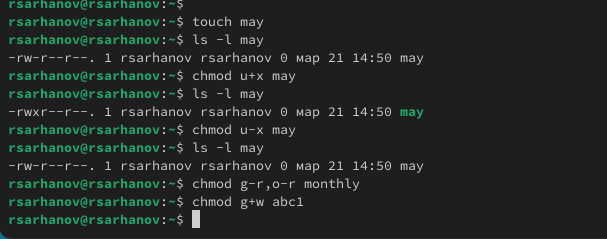 rsarhanov@rsarhanov:~$
rsarhanov@rsarhanov:~$ touch may
rsarhanov@rsarhanov:~$ ls -l may
-rw-r--r--. 1 rsarhanov rsarhanov 0 мар 21 14:50 may
rsarhanov@rsarhanov:~$ chmod u+x may
rsarhanov@rsarhanov:~$ ls -l may
-rwxr--r--. 1 rsarhanov rsarhanov 0 мар 21 14:50 may
rsarhanov@rsarhanov:~$ chmod u-x may
rsarhanov@rsarhanov:~$ ls -l may
-rw-r--r--. 1 rsarhanov rsarhanov 0 мар 21 14:50 may
rsarhanov@rsarhanov:~$ chmod g-r,o-r monthly
rsarhanov@rsarhanov:~$ chmod g+w abc1
rsarhanov@rsarhanov:~$